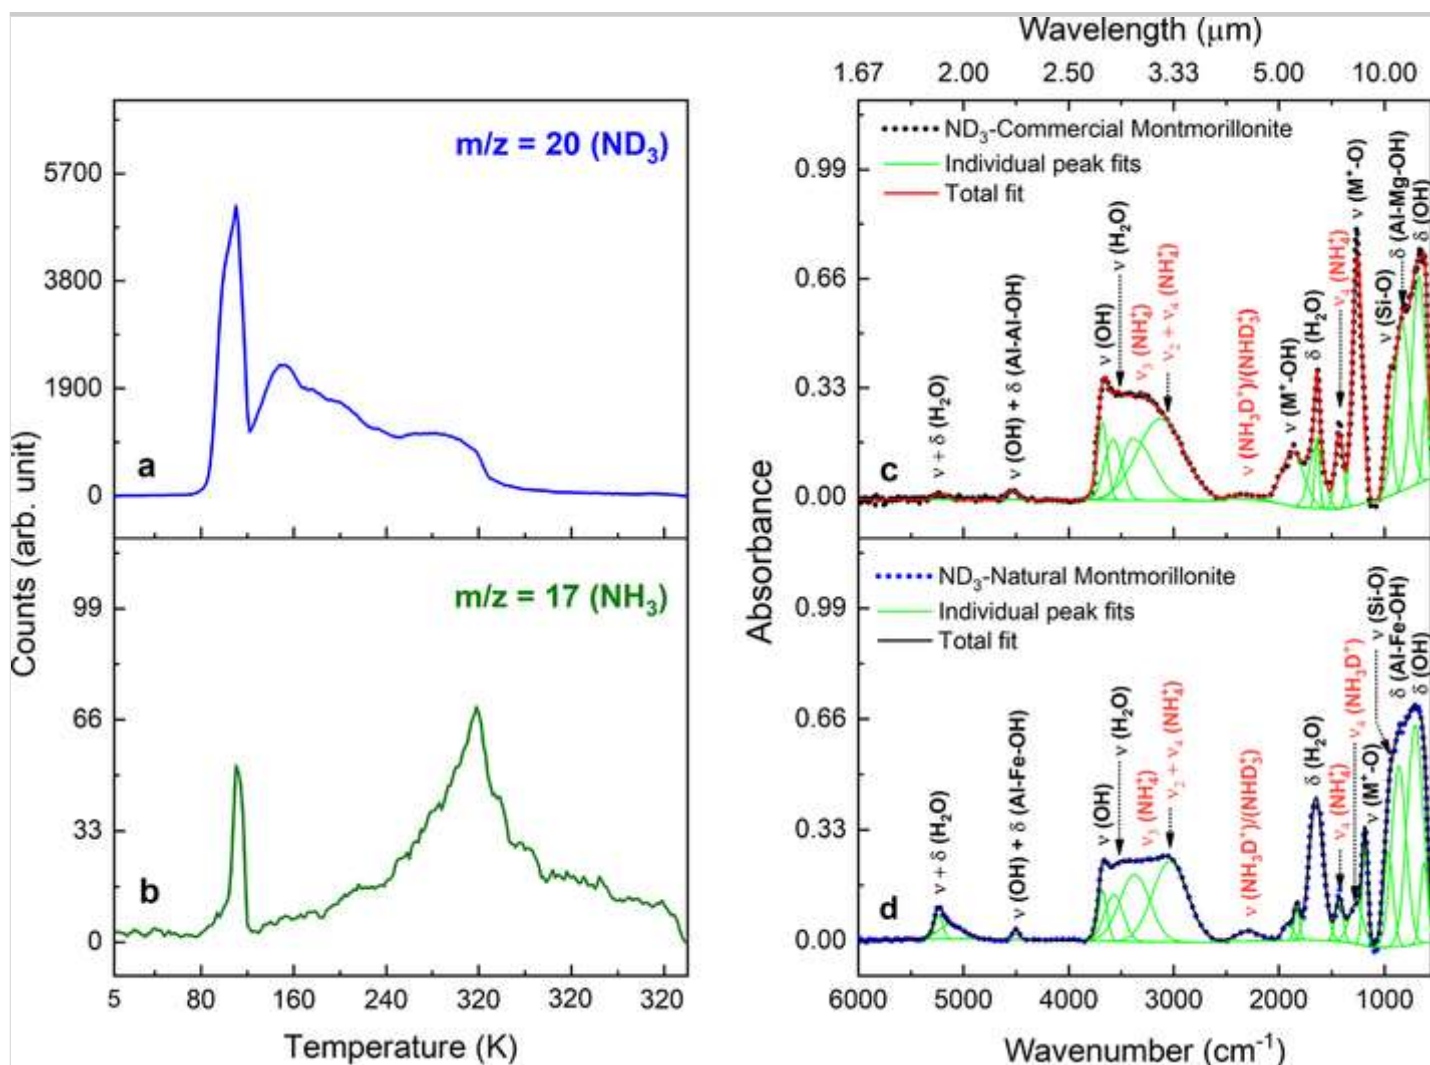 m/z = 20 (ND₃)
5700
3800
1900
0
a
m/z = 17 (NH₃)
99
66
33
0
b
Counts (arb. unit)
5 80 160 240 320 320 320
Temperature (K)
Wavelength (μm)
1.67 2.00 2.50 3.33 5.00 10.00
ND₃-Commercial Montmorillonite
Individual peak fits
Total fit
0.99
0.66
0.33
0.00
c
ν + δ (H₂O)
ν (OH) + δ (Al-Al-OH)
ν (OH)
ν (H₂O)
ν₃ (NH₄⁺)
ν₂ + ν₄ (NH₄⁺)
ν (NH₃D⁺)/(NHD₃⁺)
ν (M⁺-OH)
δ (H₂O)
ν₄ (NH₄⁺)
ν (M⁺-O)
ν (Si-O)
δ (Al-Mg-OH)
δ (OH)
ND₃-Natural Montmorillonite
Individual peak fits
Total fit
0.99
0.66
0.33
0.00
d
ν + δ (H₂O)
ν (OH) + δ (Al-Fe-OH)
ν (OH)
ν (H₂O)
ν₃ (NH₄⁺)
ν₂ + ν₄ (NH₄⁺)
ν (NH₃D⁺)/(NHD₃⁺)
δ (H₂O)
ν₄ (NH₄⁺)
ν₄ (NH₃D⁺)
ν (M⁺-O)
ν (Si-O)
δ (Al-Fe-OH)
δ (OH)
Absorbance
6000 5000 4000 3000 2000 1000
Wavenumber (cm⁻¹)